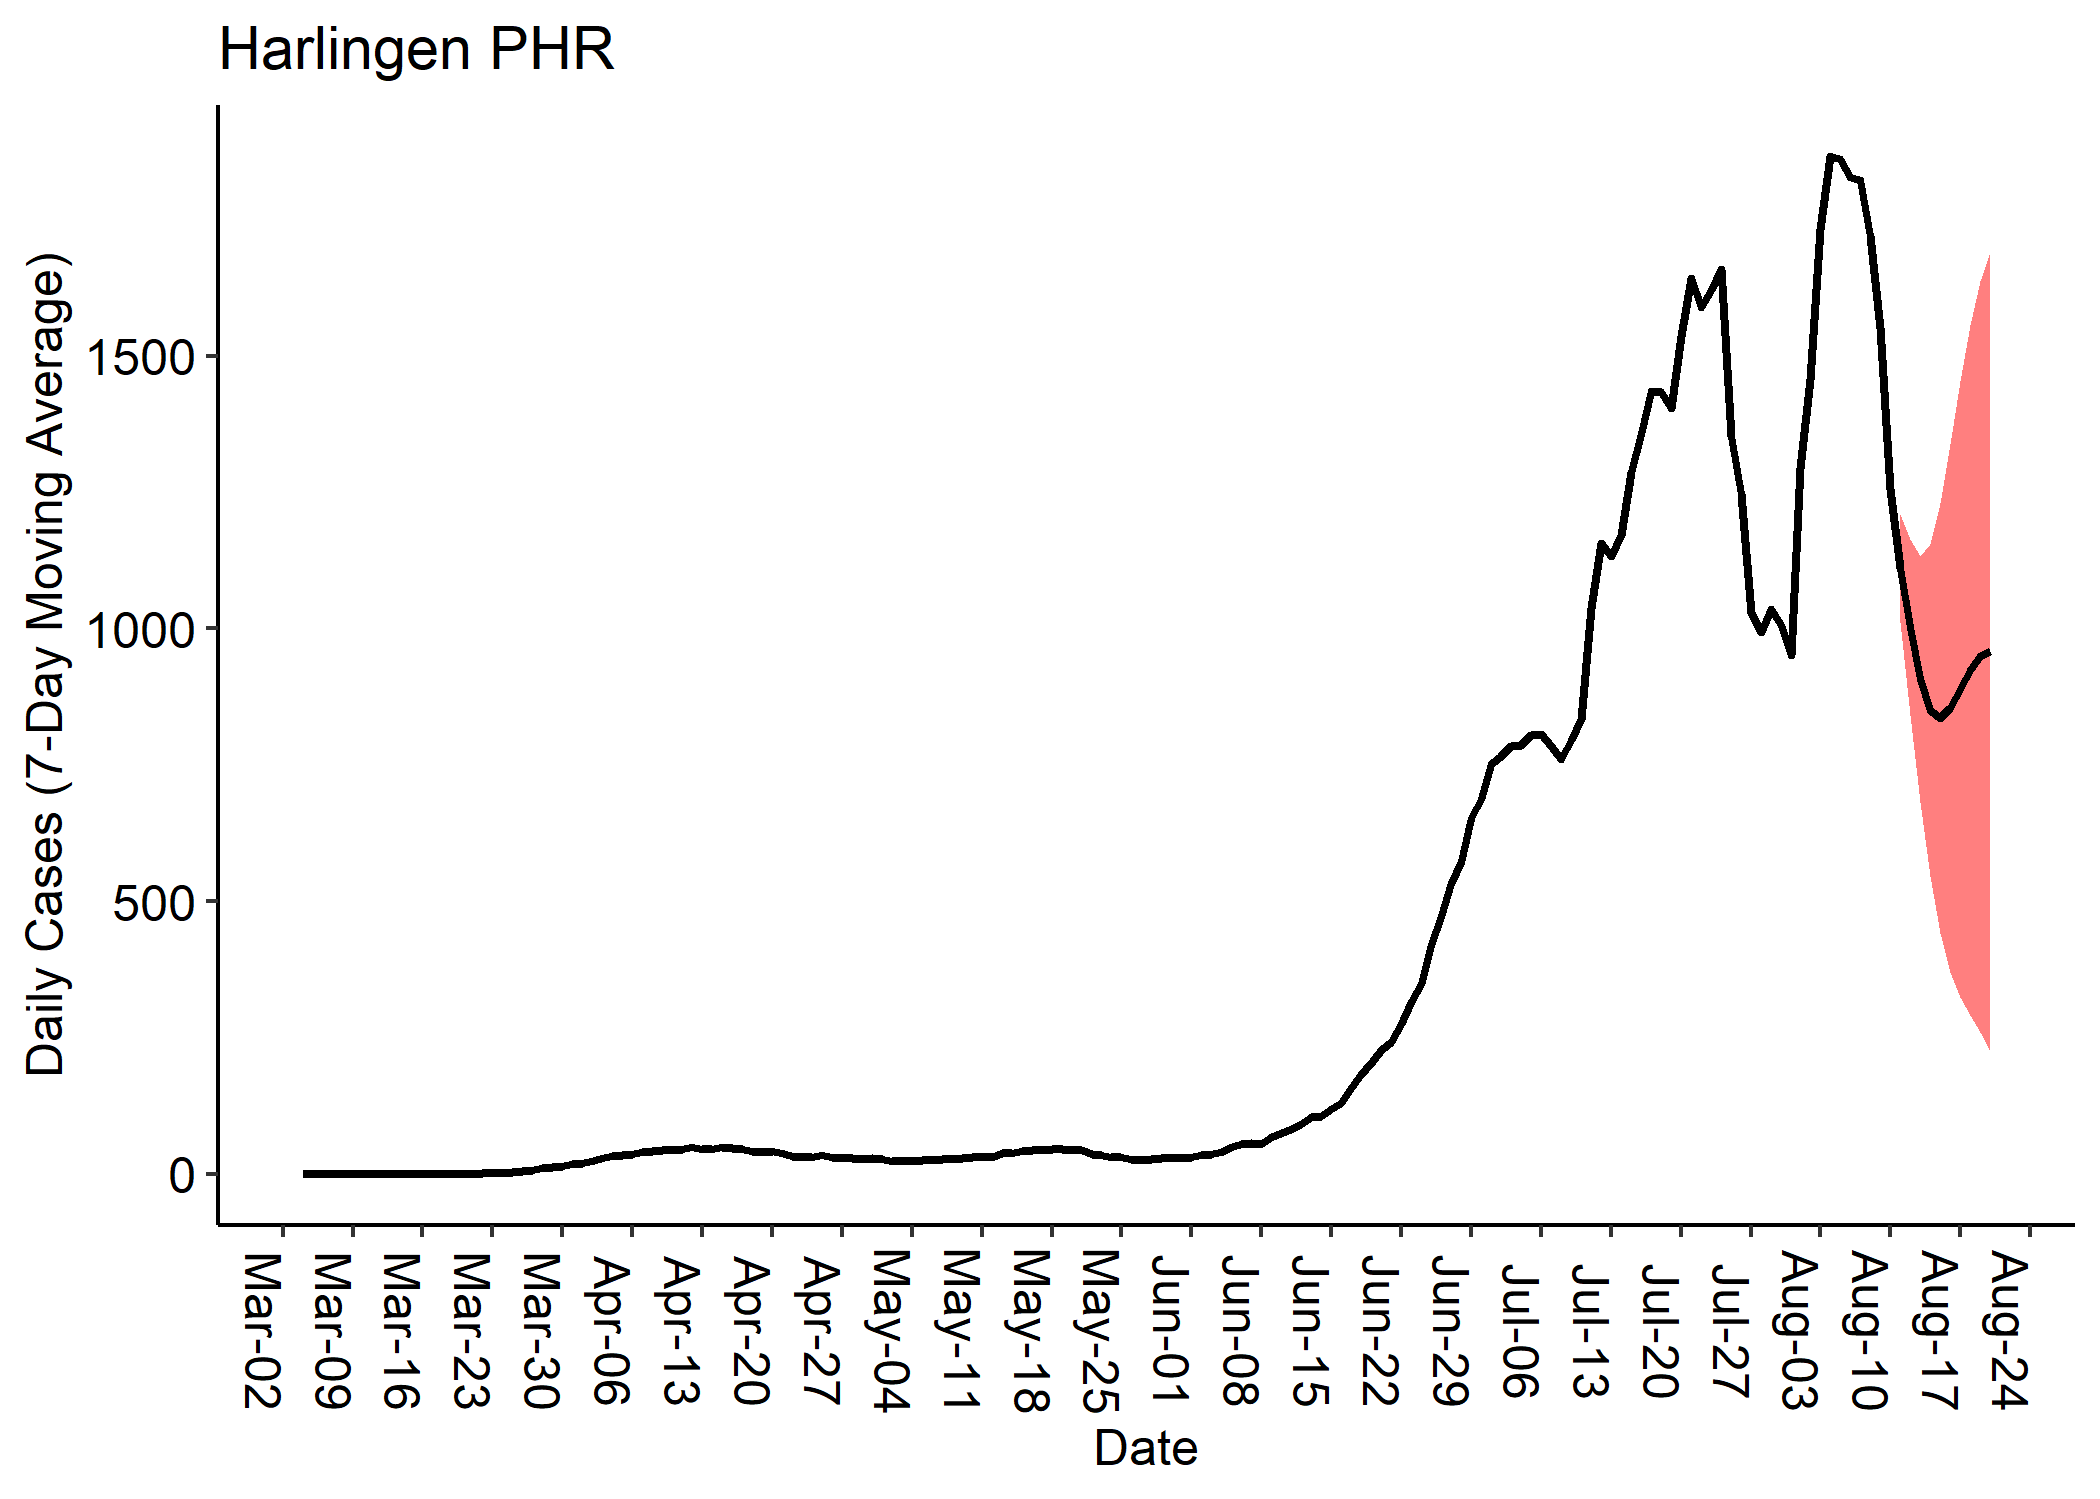 Harlingen PHR
Daily Cases (7-Day Moving Average)
1500
1000
500
0
Mar-02
Mar-09
Mar-16
Mar-23
Mar-30
Apr-06
Apr-13
Apr-20
Apr-27
May-04
May-11
May-18
May-25
Jun-01
Jun-08
Jun-15
Jun-22
Jun-29
Jul-06
Jul-13
Jul-20
Jul-27
Aug-03
Aug-10
Aug-17
Aug-24
Date